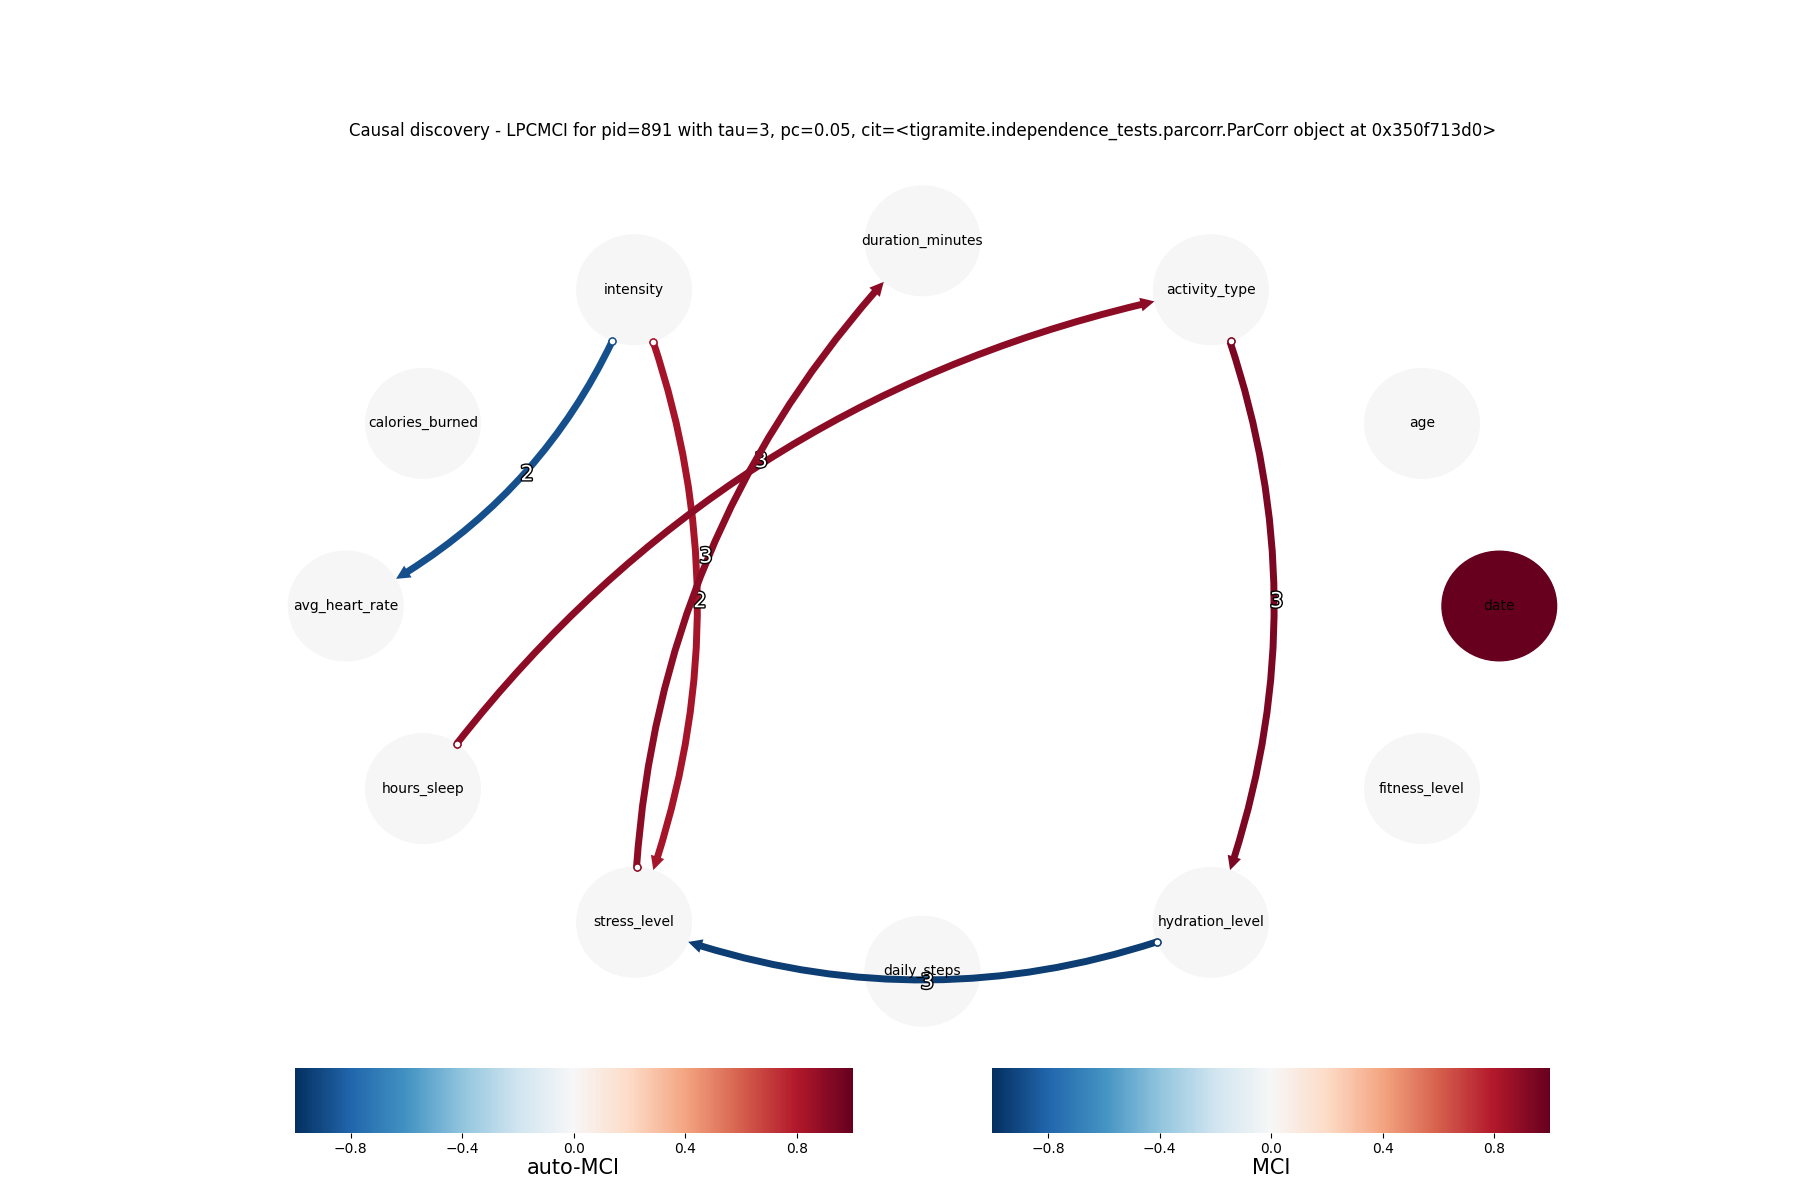 Causal discovery - LPCMCI for pid=891 with tau=3, pc=0.05, cit=<tigramite.independence_tests.parcorr.ParCorr object at 0x350f713d0>
duration_minutes
intensity
activity_type
calories_burned
age
3
2
3
2
3
avg_heart_rate
date
hours_sleep
fitness_level
stress_level
hydration_level
daily_steps
3
−0.8 −0.4 0.0 0.4 0.8
auto-MCI
−0.8 −0.4 0.0 0.4 0.8
MCI